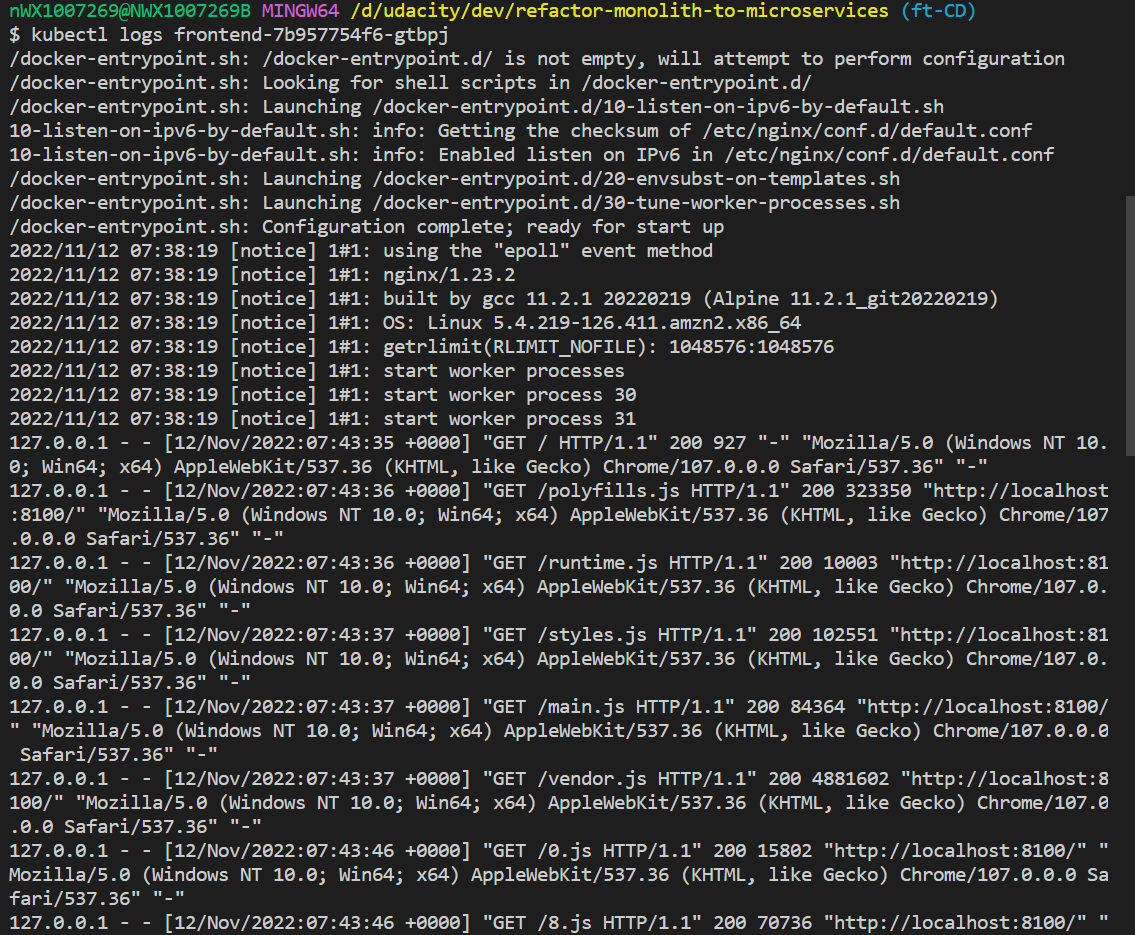 nWX1007269@NWX1007269B MINGW64 /d/udacity/dev/refactor-monolith-to-microservices (ft-CD)
$ kubectl logs frontend-7b957754f6-gtbpj
/docker-entrypoint.sh: /docker-entrypoint.d/ is not empty, will attempt to perform configuration
/docker-entrypoint.sh: Looking for shell scripts in /docker-entrypoint.d/
/docker-entrypoint.sh: Launching /docker-entrypoint.d/10-listen-on-ipv6-by-default.sh
10-listen-on-ipv6-by-default.sh: info: Getting the checksum of /etc/nginx/conf.d/default.conf
10-listen-on-ipv6-by-default.sh: info: Enabled listen on IPv6 in /etc/nginx/conf.d/default.conf
/docker-entrypoint.sh: Launching /docker-entrypoint.d/20-envsubst-on-templates.sh
/docker-entrypoint.sh: Launching /docker-entrypoint.d/30-tune-worker-processes.sh
/docker-entrypoint.sh: Configuration complete; ready for start up
2022/11/12 07:38:19 [notice] 1#1: using the "epoll" event method
2022/11/12 07:38:19 [notice] 1#1: nginx/1.23.2
2022/11/12 07:38:19 [notice] 1#1: built by gcc 11.2.1 20220219 (Alpine 11.2.1_git20220219)
2022/11/12 07:38:19 [notice] 1#1: OS: Linux 5.4.219-126.411.amzn2.x86_64
2022/11/12 07:38:19 [notice] 1#1: getrlimit(RLIMIT_NOFILE): 1048576:1048576
2022/11/12 07:38:19 [notice] 1#1: start worker processes
2022/11/12 07:38:19 [notice] 1#1: start worker process 30
2022/11/12 07:38:19 [notice] 1#1: start worker process 31
127.0.0.1 - - [12/Nov/2022:07:43:35 +0000] "GET / HTTP/1.1" 200 927 "-" "Mozilla/5.0 (Windows NT 10.
0; Win64; x64) AppleWebKit/537.36 (KHTML, like Gecko) Chrome/107.0.0.0 Safari/537.36" "-"
127.0.0.1 - - [12/Nov/2022:07:43:36 +0000] "GET /polyfills.js HTTP/1.1" 200 323350 "http://localhost
:8100/" "Mozilla/5.0 (Windows NT 10.0; Win64; x64) AppleWebKit/537.36 (KHTML, like Gecko) Chrome/107
.0.0.0 Safari/537.36" "-"
127.0.0.1 - - [12/Nov/2022:07:43:36 +0000] "GET /runtime.js HTTP/1.1" 200 10003 "http://localhost:81
00/" "Mozilla/5.0 (Windows NT 10.0; Win64; x64) AppleWebKit/537.36 (KHTML, like Gecko) Chrome/107.0.
0.0 Safari/537.36" "-"
127.0.0.1 - - [12/Nov/2022:07:43:37 +0000] "GET /styles.js HTTP/1.1" 200 102551 "http://localhost:81
00/" "Mozilla/5.0 (Windows NT 10.0; Win64; x64) AppleWebKit/537.36 (KHTML, like Gecko) Chrome/107.0.
0.0 Safari/537.36" "-"
127.0.0.1 - - [12/Nov/2022:07:43:37 +0000] "GET /main.js HTTP/1.1" 200 84364 "http://localhost:8100/
" "Mozilla/5.0 (Windows NT 10.0; Win64; x64) AppleWebKit/537.36 (KHTML, like Gecko) Chrome/107.0.0.0
 Safari/537.36" "-"
127.0.0.1 - - [12/Nov/2022:07:43:37 +0000] "GET /vendor.js HTTP/1.1" 200 4881602 "http://localhost:8
100/" "Mozilla/5.0 (Windows NT 10.0; Win64; x64) AppleWebKit/537.36 (KHTML, like Gecko) Chrome/107.0
.0.0 Safari/537.36" "-"
127.0.0.1 - - [12/Nov/2022:07:43:46 +0000] "GET /0.js HTTP/1.1" 200 15802 "http://localhost:8100/" "
Mozilla/5.0 (Windows NT 10.0; Win64; x64) AppleWebKit/537.36 (KHTML, like Gecko) Chrome/107.0.0.0 Sa
fari/537.36" "-"
127.0.0.1 - - [12/Nov/2022:07:43:46 +0000] "GET /8.js HTTP/1.1" 200 70736 "http://localhost:8100/" "